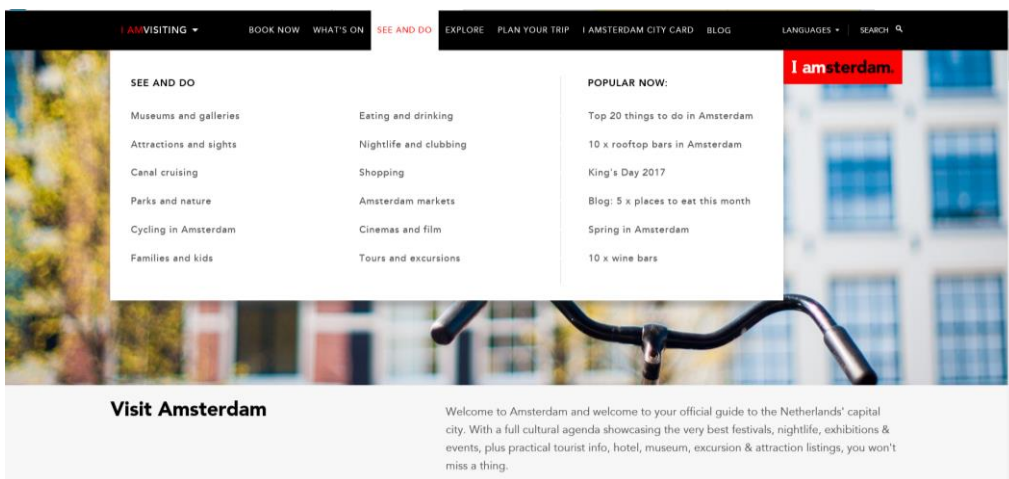 I AMVISITING
BOOK NOW
WHAT'S ON
SEE AND DO
EXPLORE
PLAN YOUR TRIP
I AMSTERDAM CITY CARD
BLOG
LANGUAGES
SEARCH
I amsterdam.
SEE AND DO
Museums and galleries
Attractions and sights
Canal cruising
Parks and nature
Cycling in Amsterdam
Families and kids
Eating and drinking
Nightlife and clubbing
Shopping
Amsterdam markets
Cinemas and film
Tours and excursions
POPULAR NOW:
Top 20 things to do in Amsterdam
10 x rooftop bars in Amsterdam
King's Day 2017
Blog: 5 x places to eat this month
Spring in Amsterdam
10 x wine bars
Visit Amsterdam
Welcome to Amsterdam and welcome to your official guide to the Netherlands' capital
city. With a full cultural agenda showcasing the very best festivals, nightlife, exhibitions &
events, plus practical tourist info, hotel, museum, excursion & attraction listings, you won't
miss a thing.